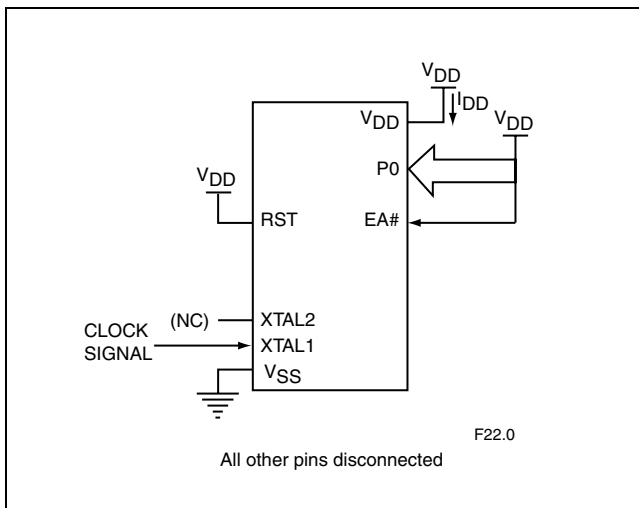 VDD
IDD
VDD
VDD
P0
VDD
RST
EA#
(NC)
XTAL2
CLOCK
SIGNAL
XTAL1
VSS
F22.0
All other pins disconnected